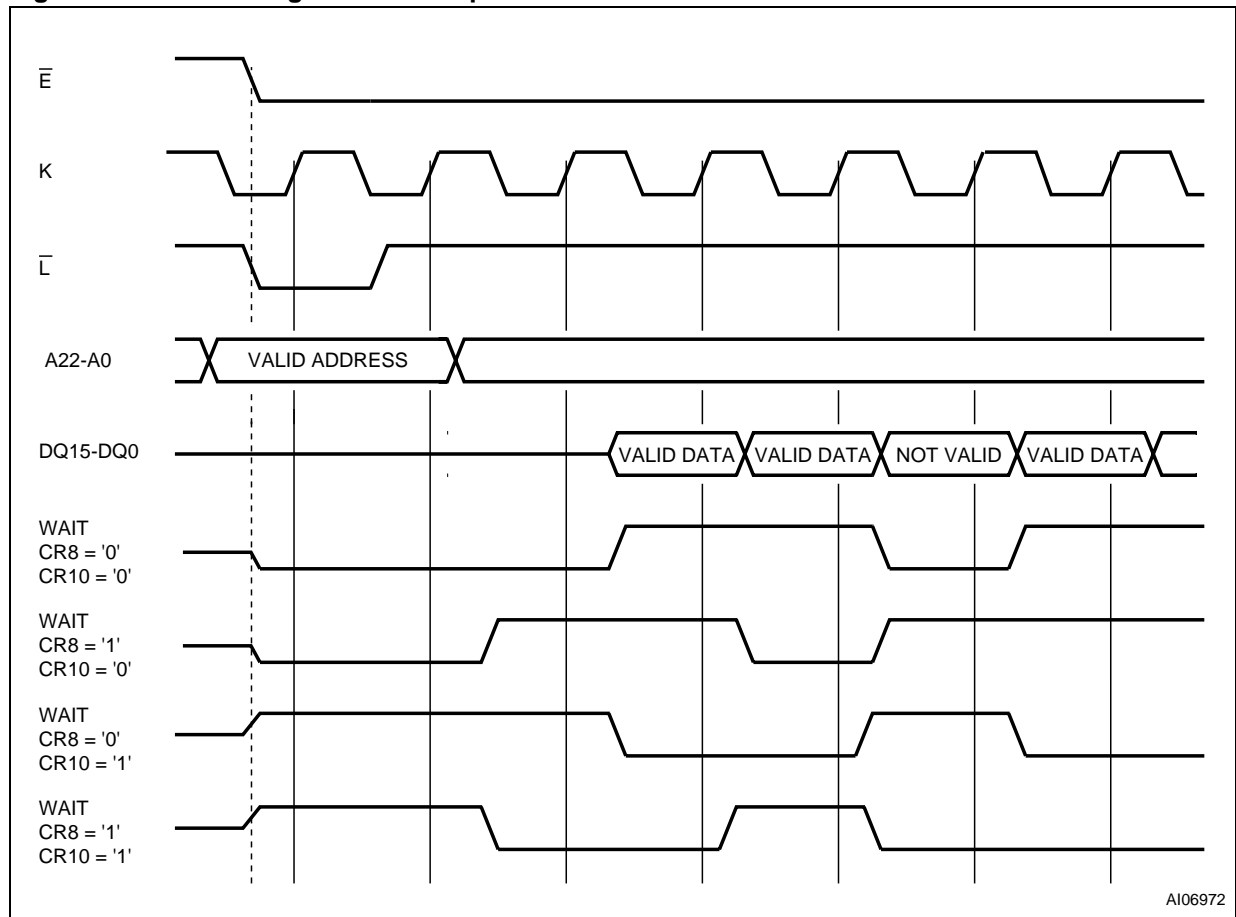 E
K
L
A22-A0
VALID ADDRESS
DQ15-DQ0
VALID DATA
VALID DATA
NOT VALID
VALID DATA
WAIT
CR8 = '0'
CR10 = '0'
WAIT
CR8 = '1'
CR10 = '0'
WAIT
CR8 = '0'
CR10 = '1'
WAIT
CR8 = '1'
CR10 = '1'
AI06972